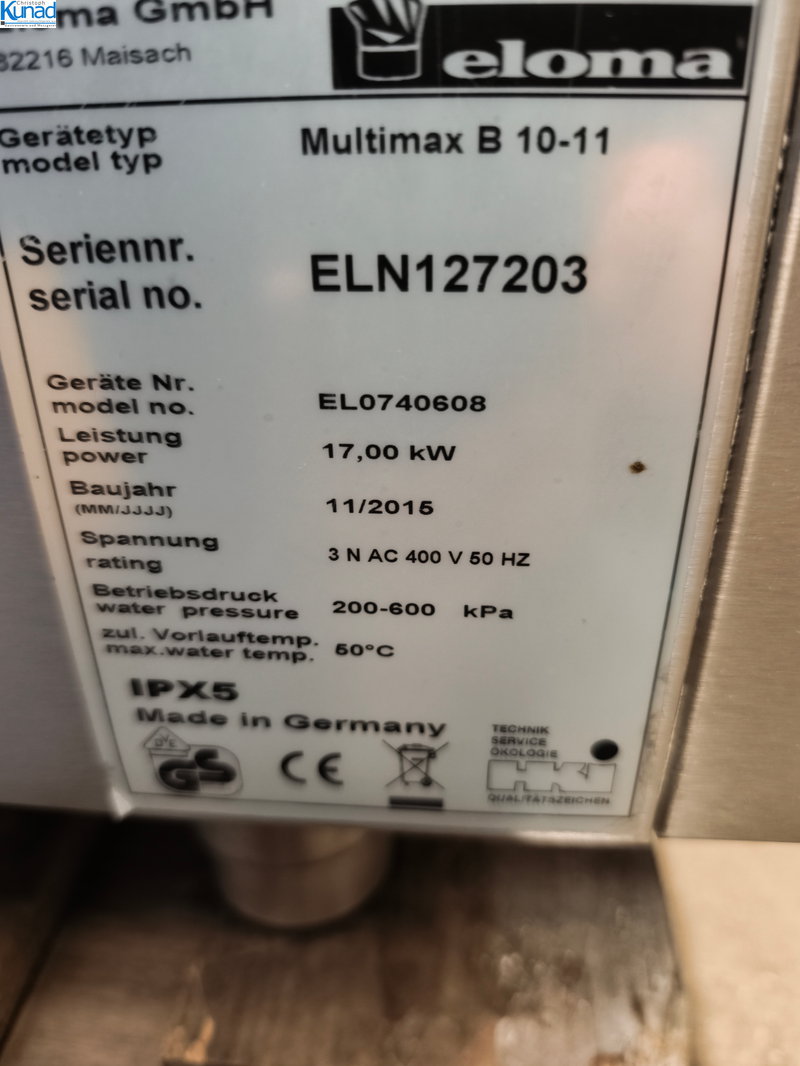 Christoph
Kunad
GmbH
82216 Maisach
eloma
Gerätetyp
model typ
Multimax B 10-11
Seriennr.
serial no.
ELN127203
Geräte Nr.
model no.
EL0740608
Leistung
power
17,00 kW
Baujahr
(MM/JJJJ)
11/2015
Spannung
rating
3 N AC 400 V 50 HZ
Betriebsdruck
water pressure
200-600 kPa
zul. Vorlauftemp.
max.water temp.
50°C
IPX5
Made in Germany
VDE
GS
CE
TECHNIK
SERVICE
ÖKOLOGIE
HKI
QUALITÄTSZEICHEN